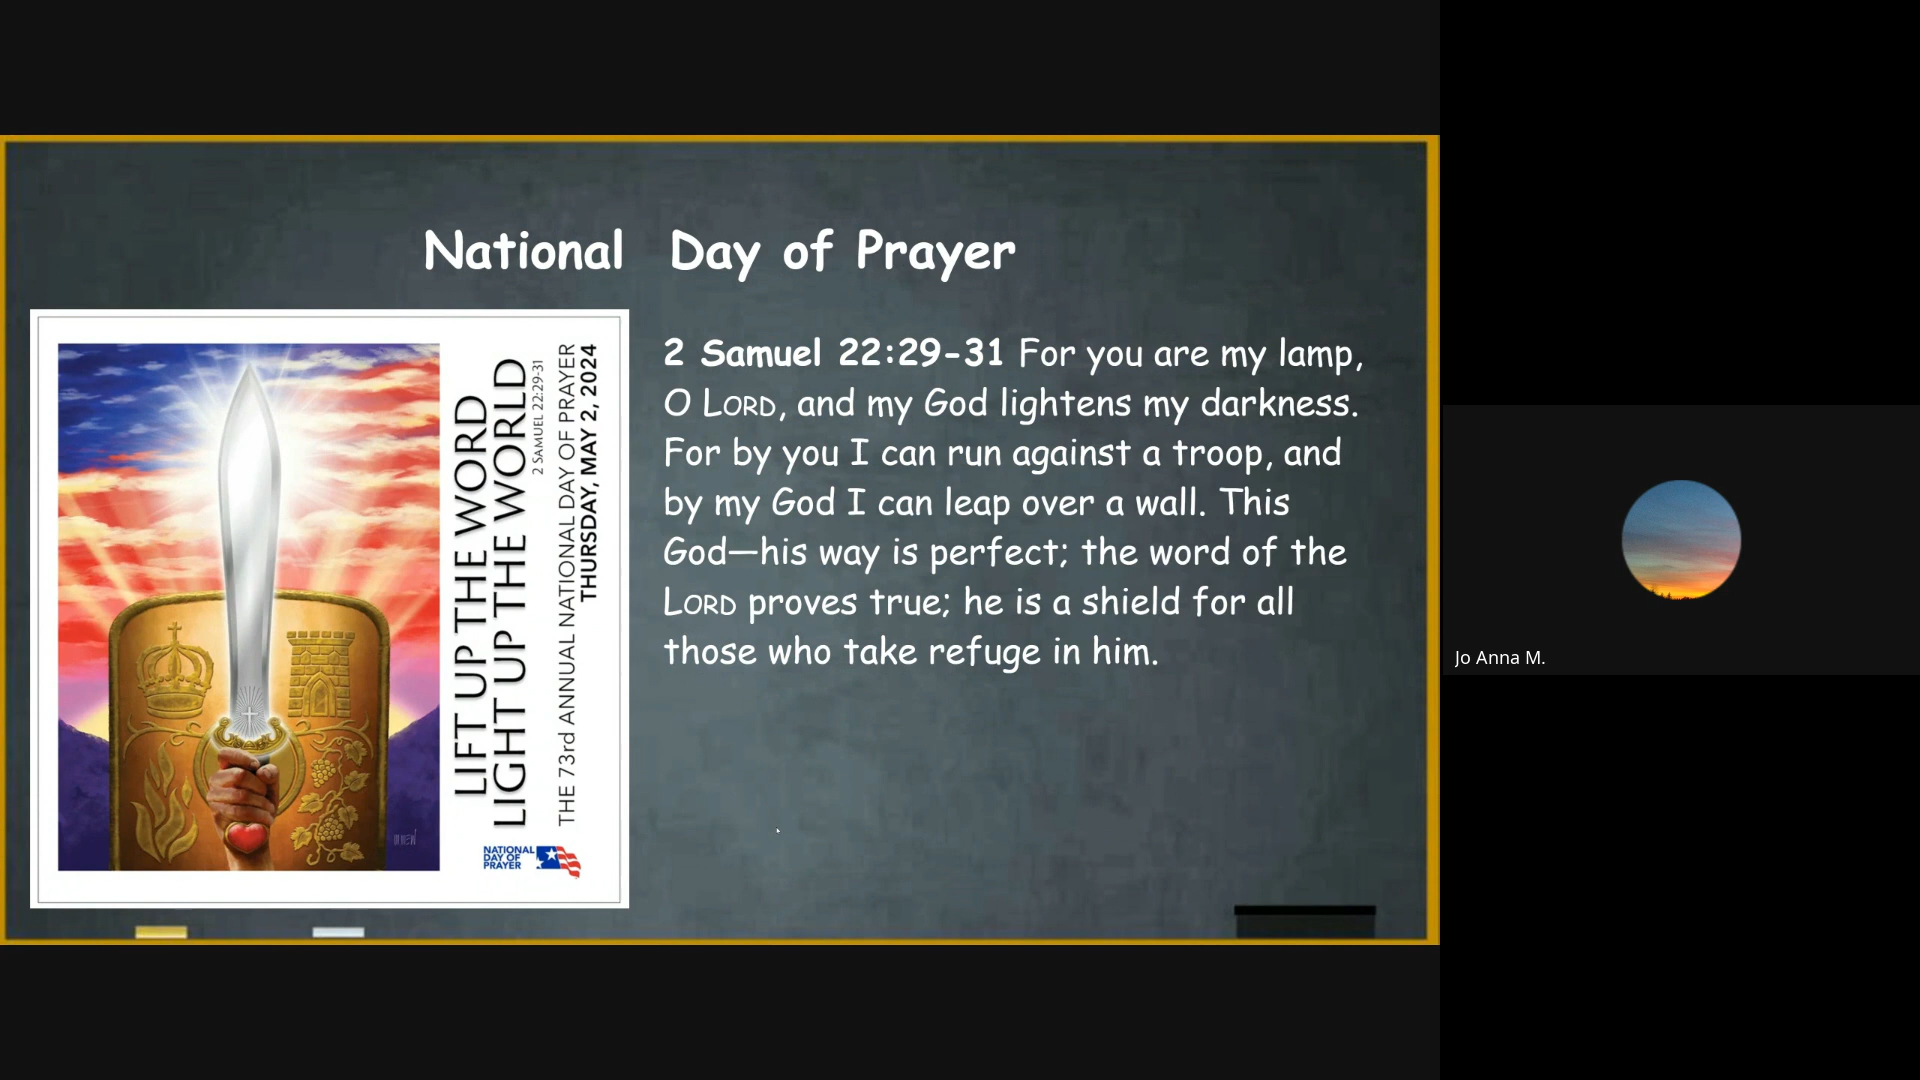 National Day of Prayer
LIFT UP THE WORD
LIGHT UP THE WORLD
2 SAMUEL 22:29-31
THE 73rd ANNUAL NATIONAL DAY OF PRAYER
THURSDAY, MAY 2, 2024
NATIONAL
DAY OF
PRAYER
2 Samuel 22:29-31 For you are my lamp,
O LORD, and my God lightens my darkness.
For by you I can run against a troop, and
by my God I can leap over a wall. This
God—his way is perfect; the word of the
LORD proves true; he is a shield for all
those who take refuge in him.
Jo Anna M.